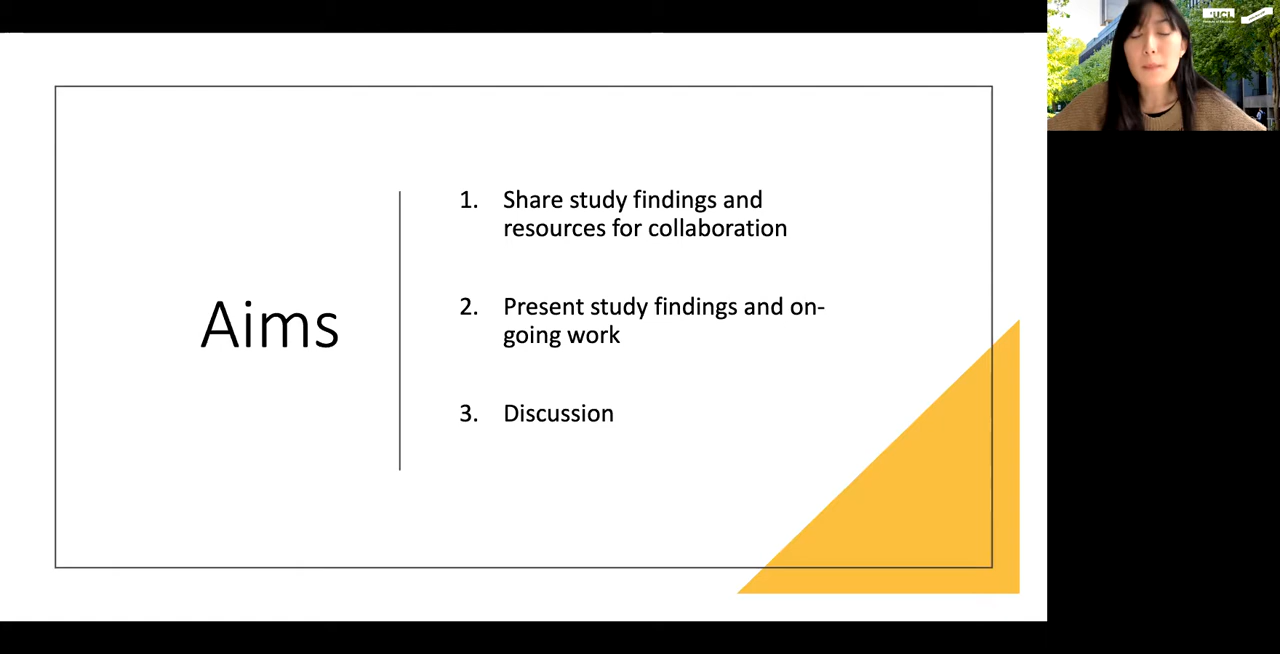 UCL
Aims
1. Share study findings and
resources for collaboration
2. Present study findings and on-
going work
3. Discussion